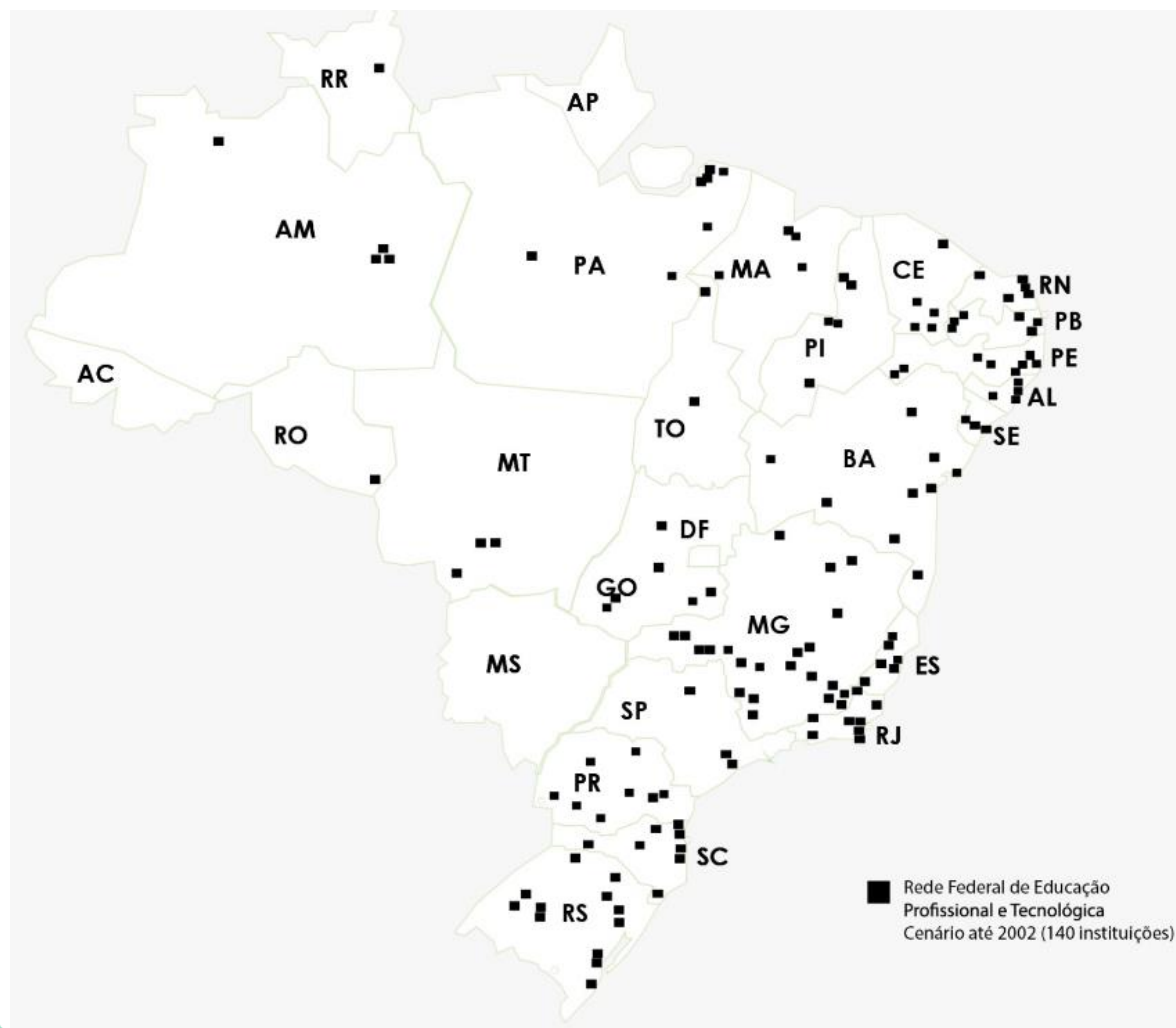 RR
AP
AM
PA
MA
CE
RN
PB
PI
PE
AC
AL
TO
RO
SE
BA
MT
DF
GO
MG
MS
ES
SP
RJ
PR
SC
RS
Rede Federal de Educação
Profissional e Tecnológica
Cenário até 2002 (140 instituições)